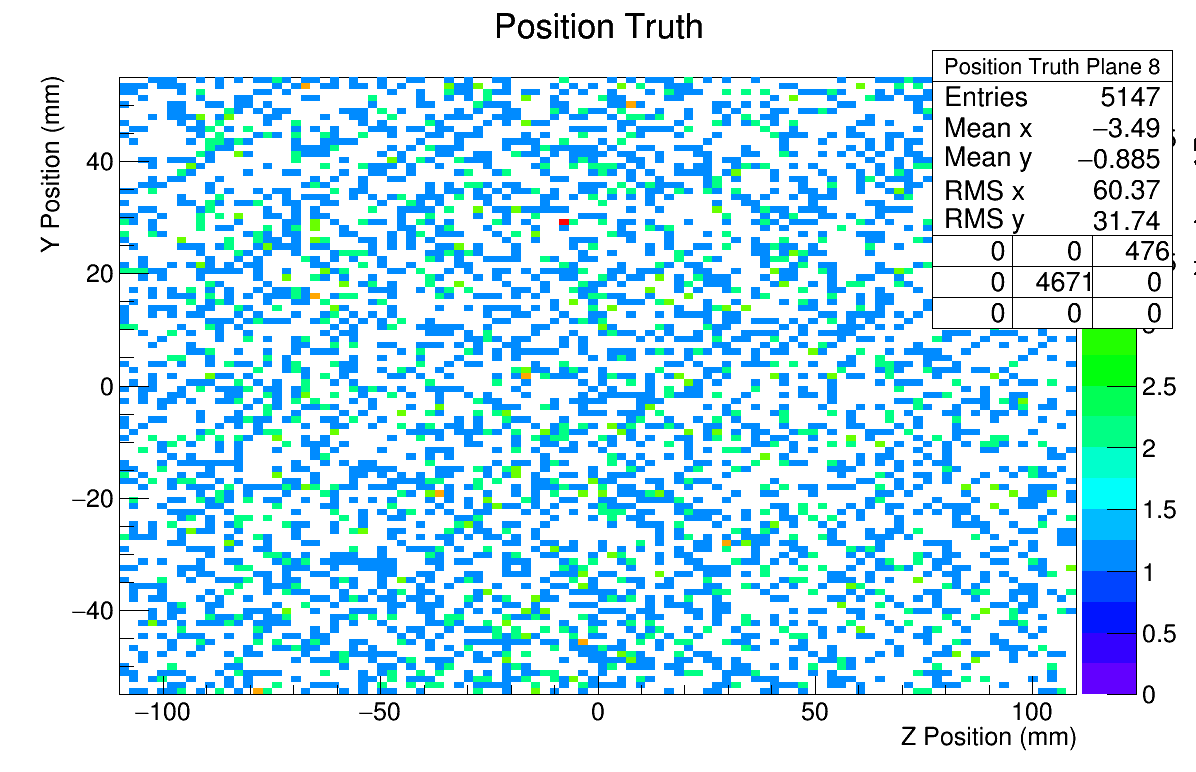 Position Truth
Position Truth Plane 8
Entries 5147
Mean x −3.49
Mean y −0.885
RMS x 60.37
RMS y 31.74
0 0 476
0 4671 0
0 0 0
Y Position (mm)
40
20
0
−20
−40
2.5
2
1.5
1
0.5
0
−100 −50 0 50 100
Z Position (mm)